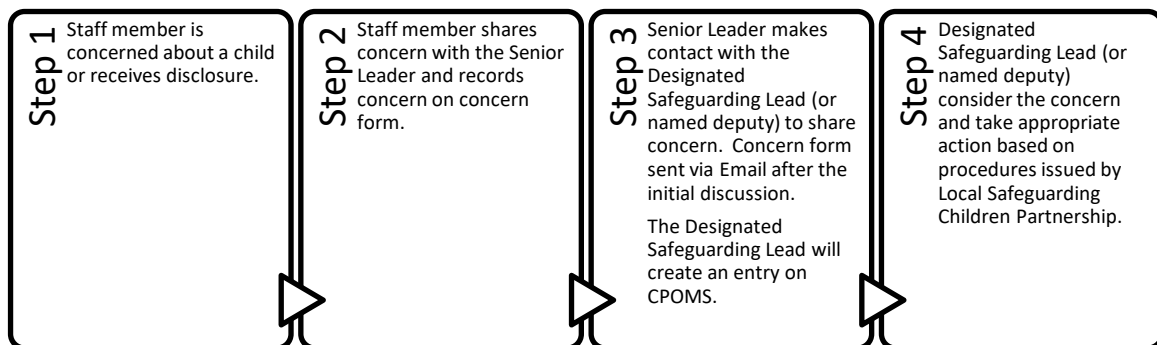 Step 1
Staff member is
concerned about a child
or receives disclosure.
Step 2
Staff member shares
concern with the Senior
Leader and records
concern on concern
form.
Step 3
Senior Leader makes
contact with the
Designated
Safeguarding Lead (or
named deputy) to share
concern. Concern form
sent via Email after the
initial discussion.
The Designated
Safeguarding Lead will
create an entry on
CPOMS.
Step 4
Designated
Safeguarding Lead (or
named deputy)
consider the concern
and take appropriate
action based on
procedures issued by
Local Safeguarding
Children Partnership.